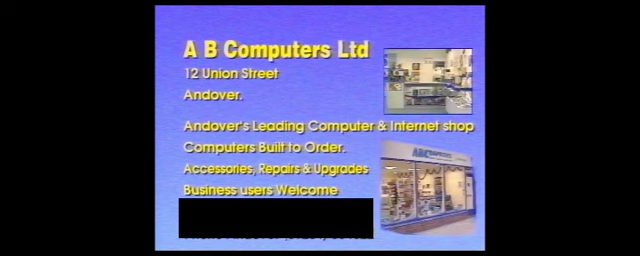 A B Computers Ltd
12 Union Street
Andover.
Andover's Leading Computer & Internet shop
Computers Built to Order.
Accessories, Repairs & Upgrades
Business users Welcome